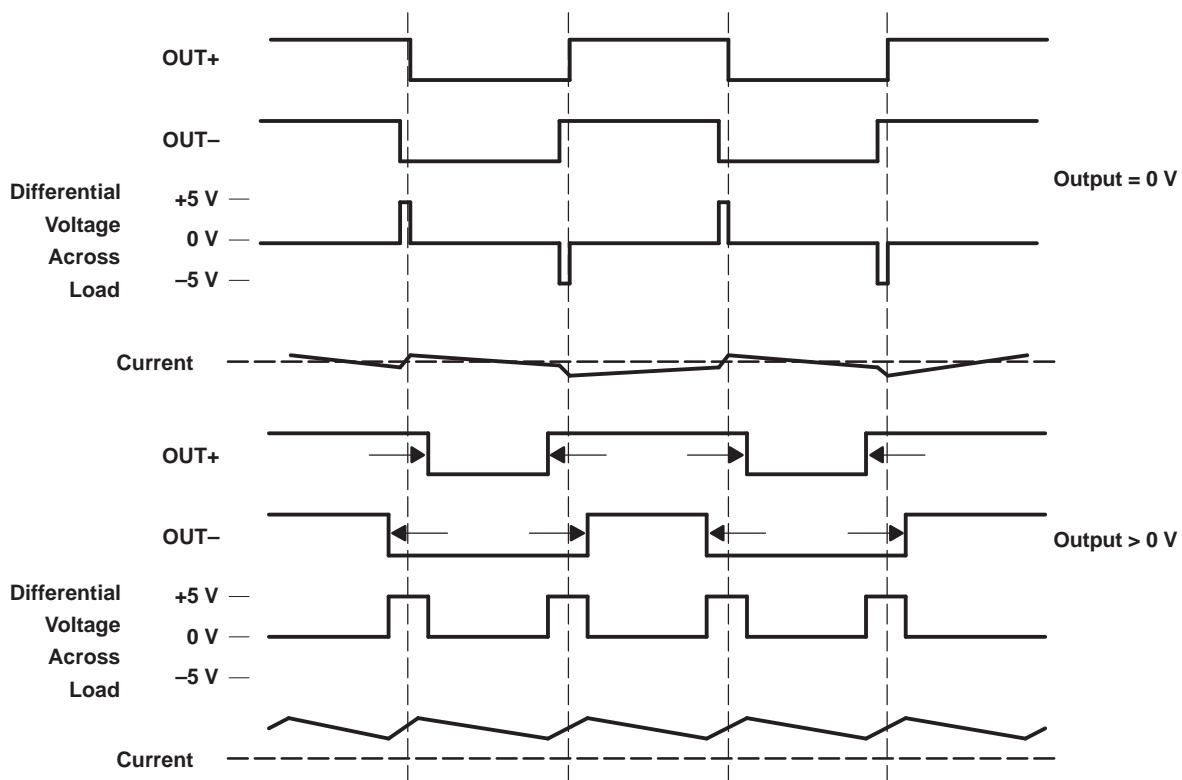 OUT+
OUT–
Output = 0 V
Differential
Voltage
Across
Load
+5 V
0 V
–5 V
Current
OUT+
OUT–
Output > 0 V
Differential
Voltage
Across
Load
+5 V
0 V
–5 V
Current